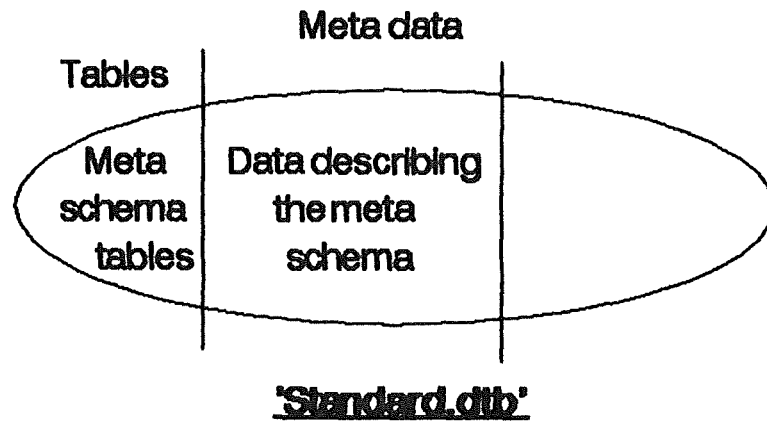 Meta data
Tables
Meta
schema
tables
Data describing
the meta
schema
'Standard.dtb'